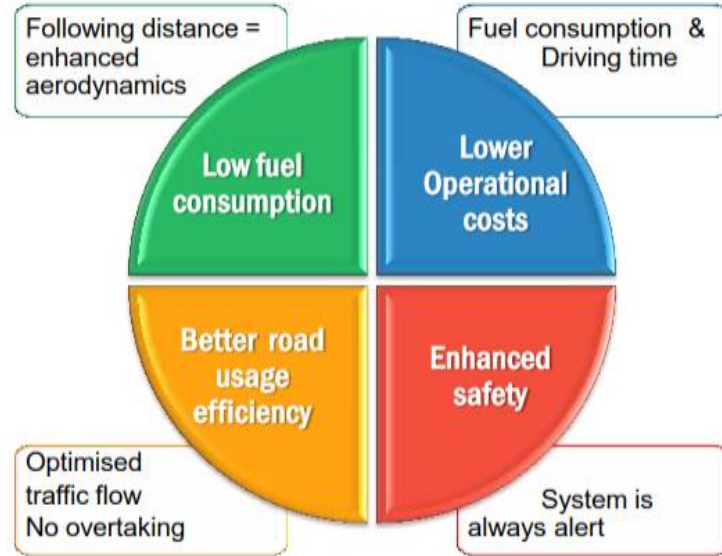 Following distance =
enhanced
aerodynamics
Fuel consumption &
Driving time
Low fuel
consumption
Lower
Operational
costs
Better road
usage
efficiency
Enhanced
safety
Optimised
traffic flow
No overtaking
System is
always alert